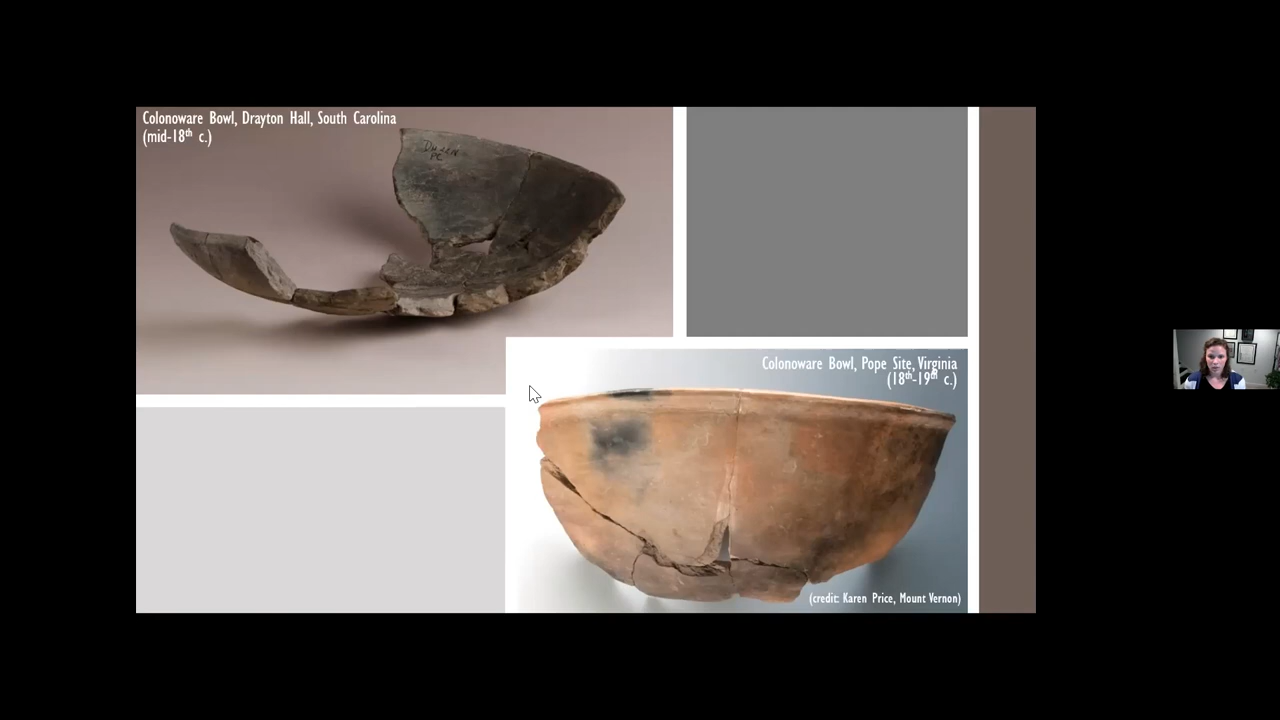 Colonoware Bowl, Drayton Hall, South Carolina
(mid-18th c.)
Colonoware Bowl, Pope Site, Virginia
(18th-19th c.)
(credit: Karen Price, Mount Vernon)